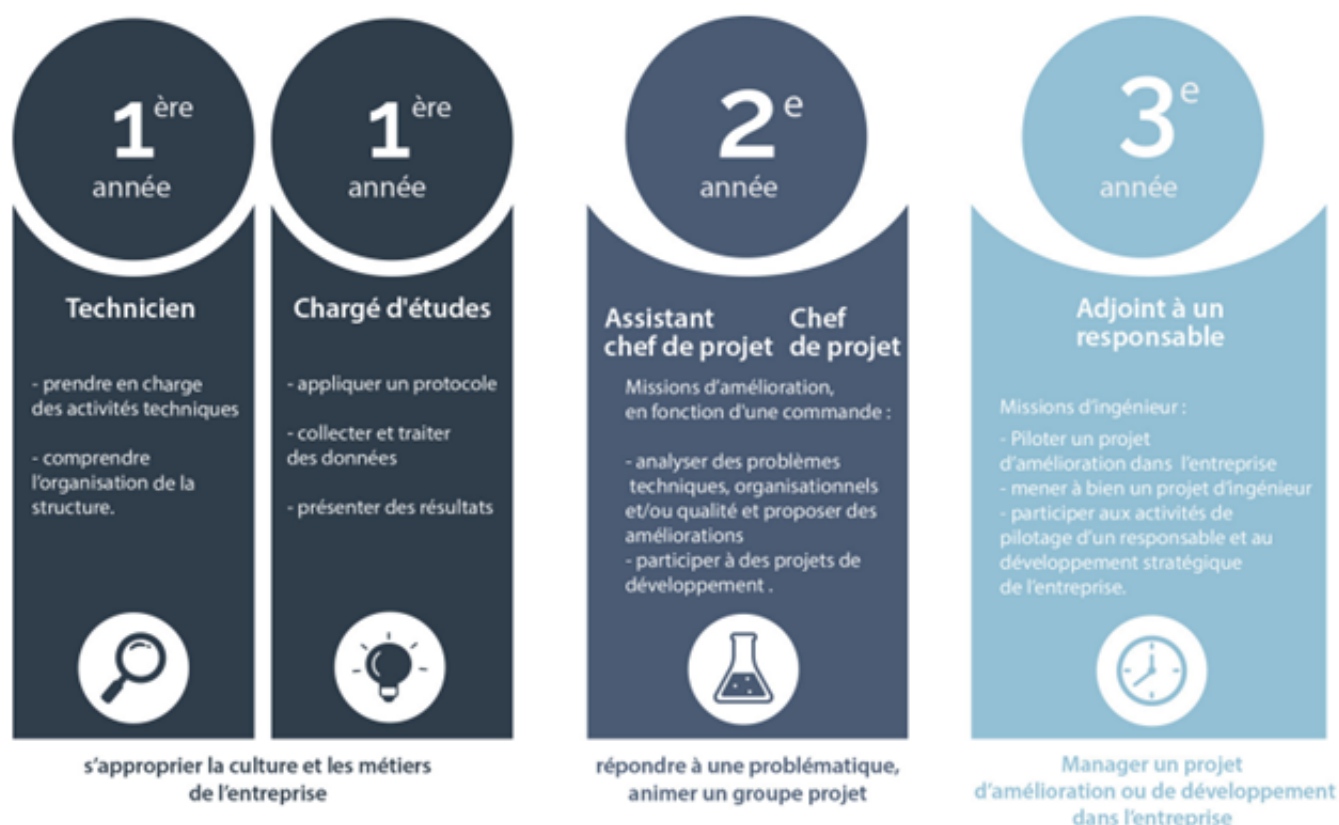 1ère
année
Technicien
- prendre en charge
des activités techniques
- comprendre
l'organisation de la
structure.
1ère
année
Chargé d'études
- appliquer un protocole
- collecter et traiter
des données
- présenter des résultats
s'approprier la culture et les métiers
de l'entreprise
2e
année
Assistant
chef de projet
Chef
de projet
Missions d'amélioration,
en fonction d'une commande :
- analyser des problèmes
techniques, organisationnels
et/ou qualité et proposer des
améliorations
- participer à des projets de
développement .
répondre à une problématique,
animer un groupe projet
3e
année
Adjoint à un
responsable
Missions d'ingénieur :
- Piloter un projet
d'amélioration dans l'entreprise
- mener à bien un projet d'ingénieur
- participer aux activités de
pilotage d'un responsable et au
développement stratégique
de l'entreprise.
Manager un projet
d'amélioration ou de développement
dans l'entreprise